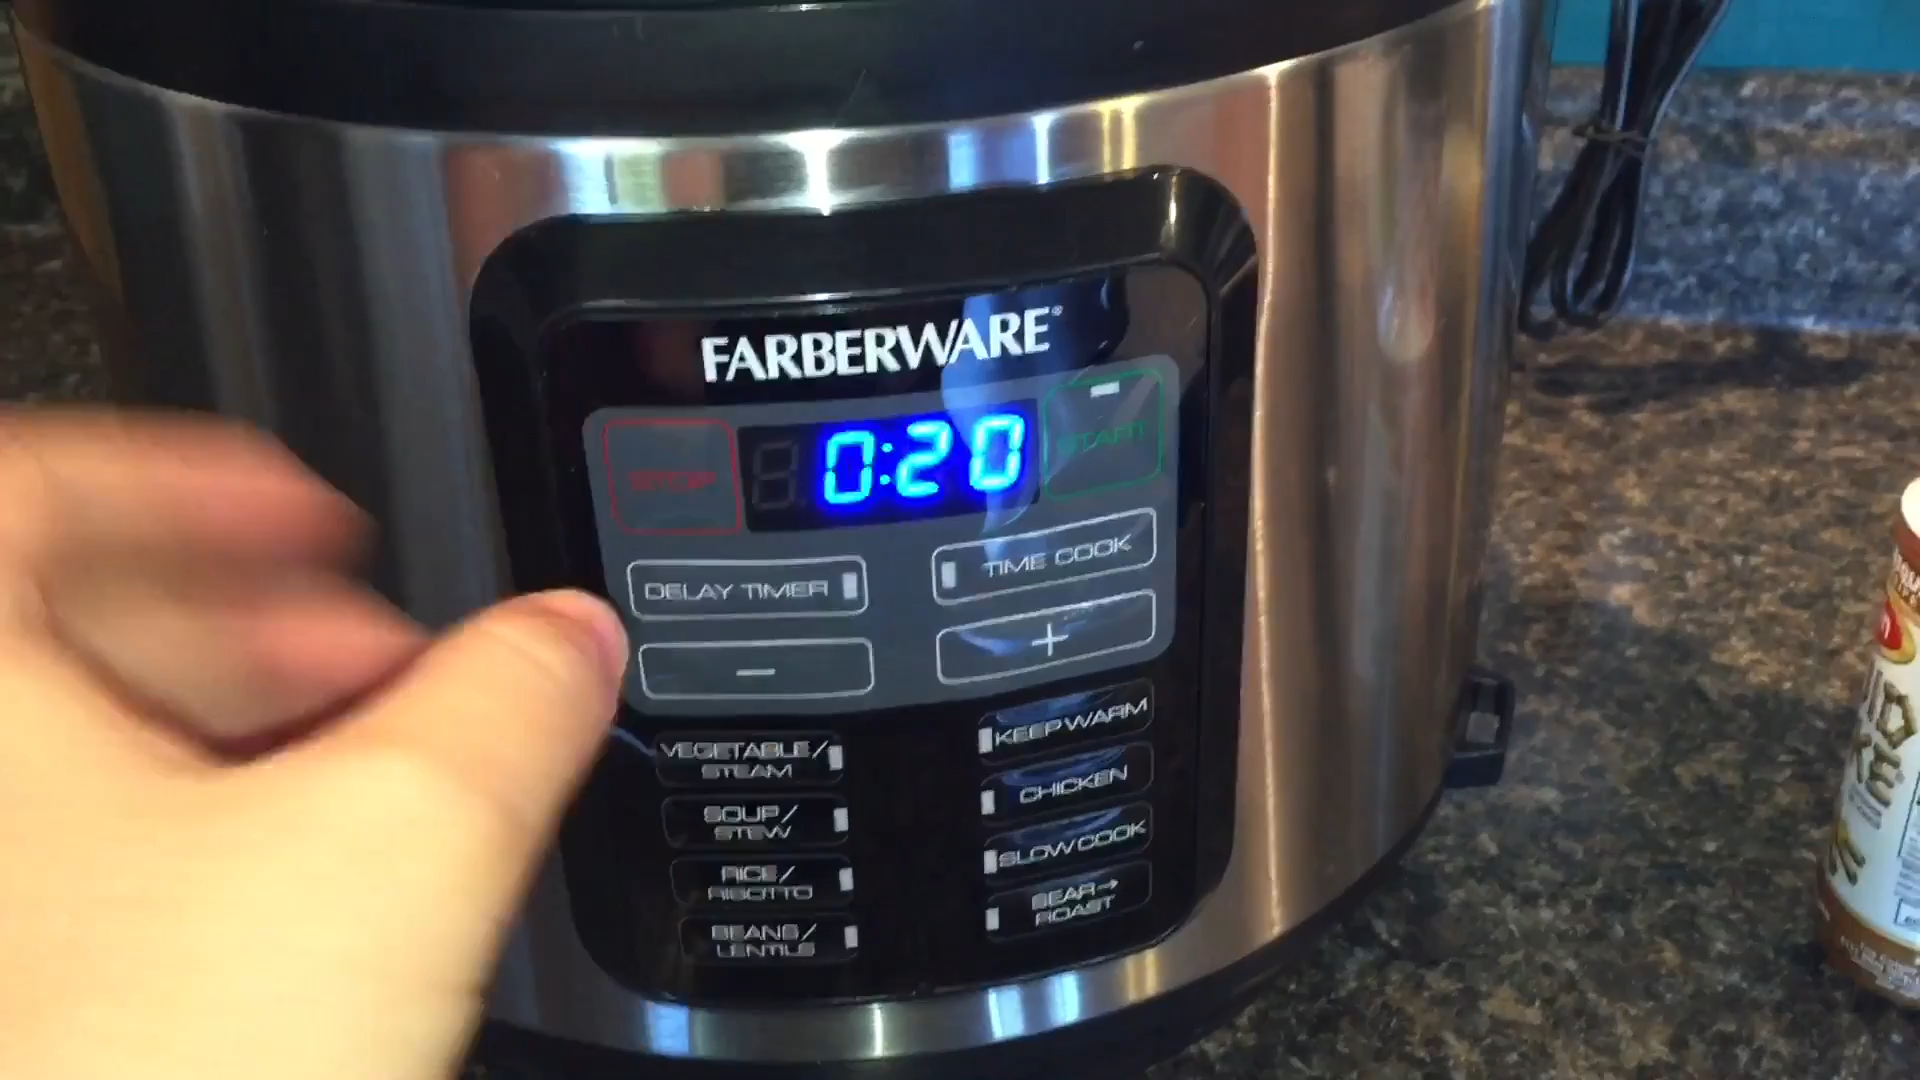 FARBERWARE®
STOP
0:20
START
DELAY TIMER
TIME COOK
−
+
VEGETABLE/
STEAM
KEEP WARM
SOUP/
STEW
CHICKEN
RICE/
RISOTTO
SLOW COOK
BEANS/
LENTILS
SEAR→
ROAST